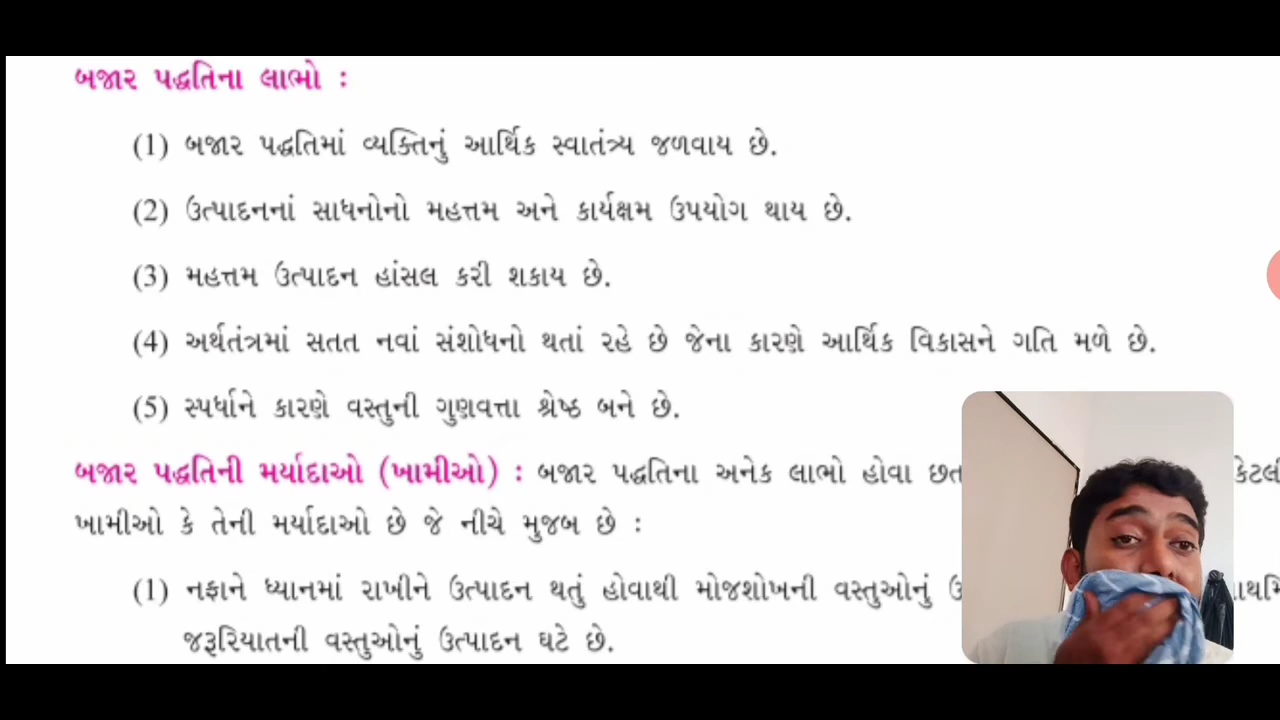 બજાર પદ્ધતિના લાભો :
(1) બજાર પદ્ધતિમાં વ્યક્તિનું આર્થિક સ્વાતંત્ર્ય જળવાય છે.
(2) ઉત્પાદનનાં સાધનોનો મહત્તમ અને કાર્યક્ષમ ઉપયોગ થાય છે.
(3) મહત્તમ ઉત્પાદન હાંસલ કરી શકાય છે.
(4) અર્થતંત્રમાં સતત નવાં સંશોધનો થતાં રહે છે જેના કારણે આર્થિક વિકાસને ગતિ મળે છે.
(5) સ્પર્ધાને કારણે વસ્તુની ગુણવત્તા શ્રેષ્ઠ બને છે.
બજાર પદ્ધતિની મર્યાદાઓ (ખામીઓ) : બજાર પદ્ધતિના અનેક લાભો હોવા
ખામીઓ કે તેની મર્યાદાઓ છે જે નીચે મુજબ છે :
(1) નફાને ધ્યાનમાં રાખીને ઉત્પાદન થતું હોવાથી મોજશોખની વસ્તુઓનું
જરૂરિયાતની વસ્તુઓનું ઉત્પાદન ઘટે છે.